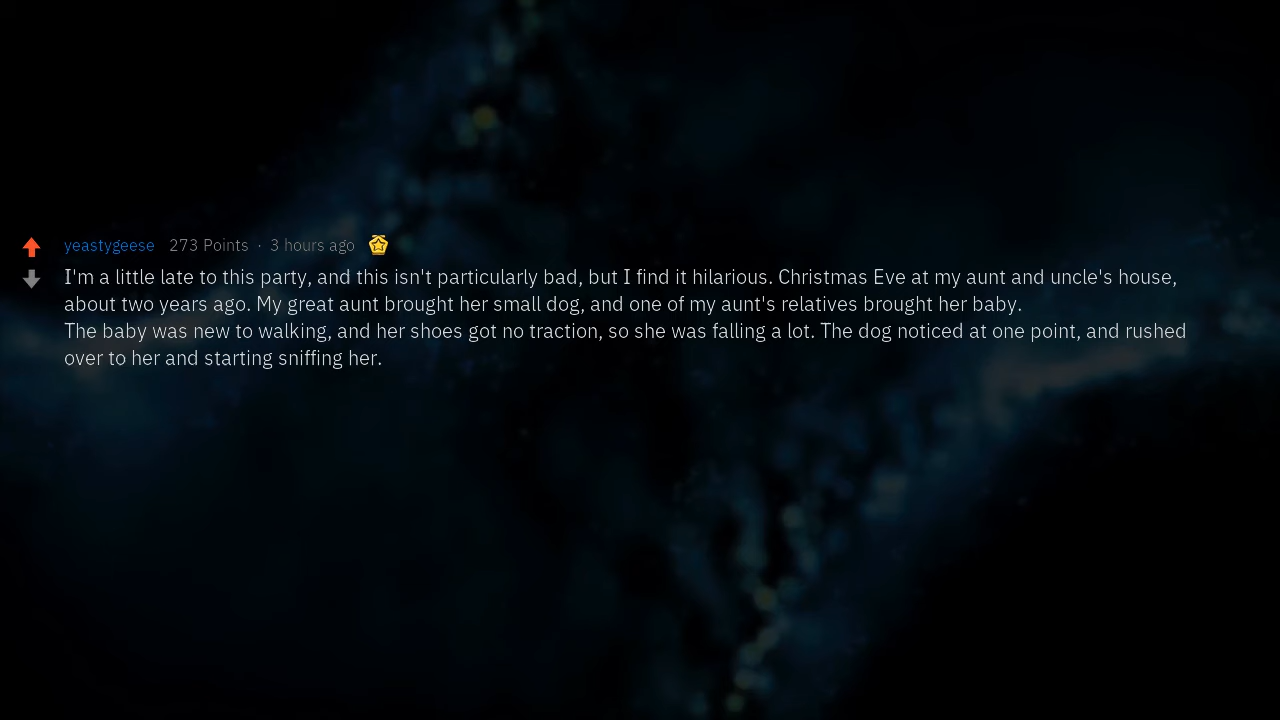 yeastygeese 273 Points · 3 hours ago
I'm a little late to this party, and this isn't particularly bad, but I find it hilarious. Christmas Eve at my aunt and uncle's house,
about two years ago. My great aunt brought her small dog, and one of my aunt's relatives brought her baby.
The baby was new to walking, and her shoes got no traction, so she was falling a lot. The dog noticed at one point, and rushed
over to her and starting sniffing her.